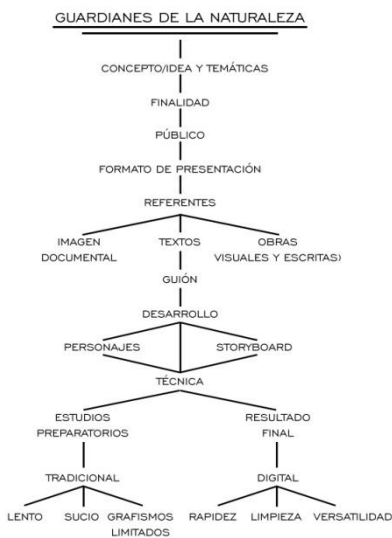 GUARDIANES DE LA NATURALEZA
CONCEPTO/IDEA Y TEMÁTICAS
FINALIDAD
PÚBLICO
FORMATO DE PRESENTACIÓN
REFERENTES
IMAGEN DOCUMENTAL
TEXTOS
OBRAS VISUALES Y ESCRITAS)
GUIÓN
DESARROLLO
PERSONAJES
STORYBOARD
TÉCNICA
ESTUDIOS PREPARATORIOS
RESULTADO FINAL
TRADICIONAL
DIGITAL
LENTO
SUCIO
GRAFISMOS LIMITADOS
RAPIDEZ
LIMPIEZA
VERSATILIDAD